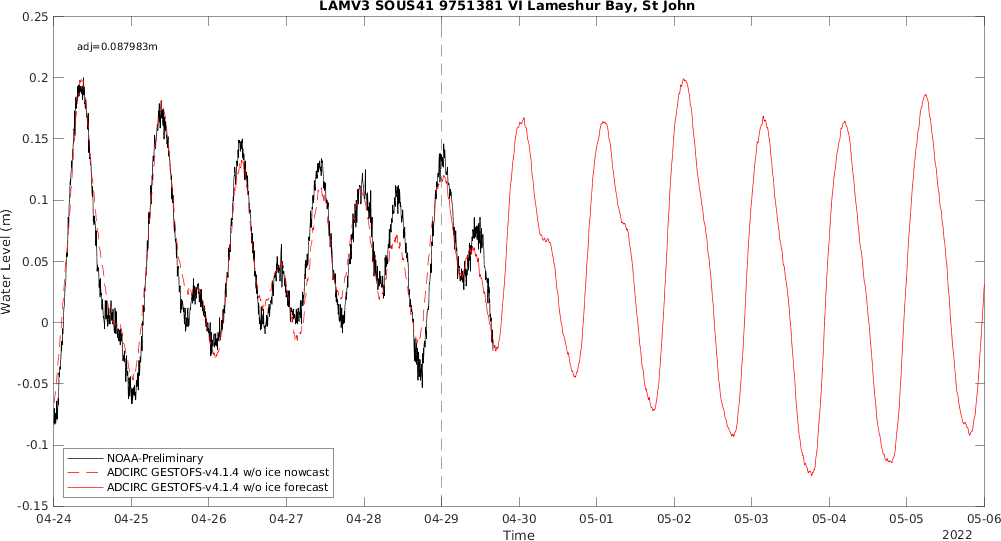 LAMV3 SOUS41 9751381 VI Lameshur Bay, St John
0.25
adj=0.087983m
0.2
0.15
0.1
0.05
0
-0.05
-0.1
-0.15
Water Level (m)
NOAA-Preliminary
ADCIRC GESTOFS-v4.1.4 w/o ice nowcast
ADCIRC GESTOFS-v4.1.4 w/o ice forecast
04-24 04-25 04-26 04-27 04-28 04-29 04-30 05-01 05-02 05-03 05-04 05-05 05-06
Time
2022